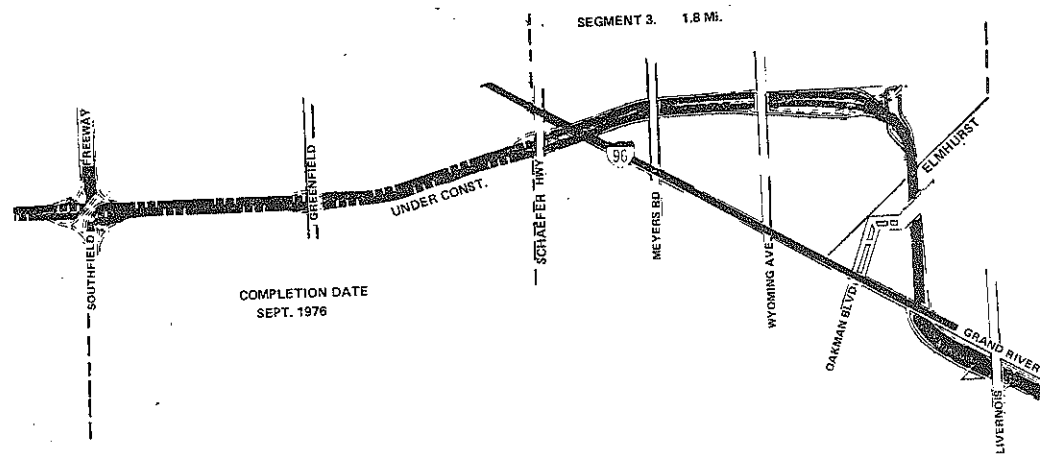 SEGMENT 3. 1.8 Mi.
SOUTHFIELD FREEWAY
GREENFIELD
UNDER CONST.
SCHAEFER HWY
96
MEYERS RD
WYOMING AVE
ELMHURST
OAKMAN BLVD.
GRAND RIVER
LIVERNOIS
COMPLETION DATE
SEPT. 1976